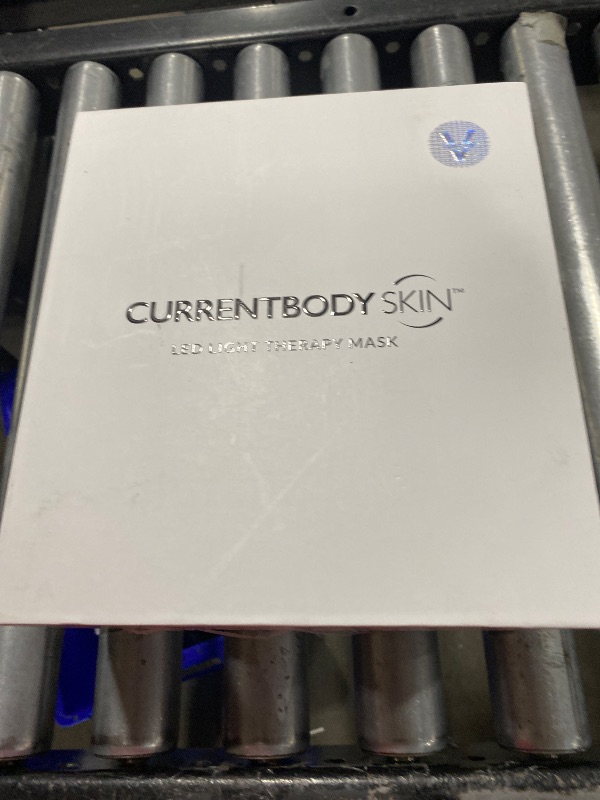 CURRENTBODY SKIN™
LED LIGHT THERAPY MASK